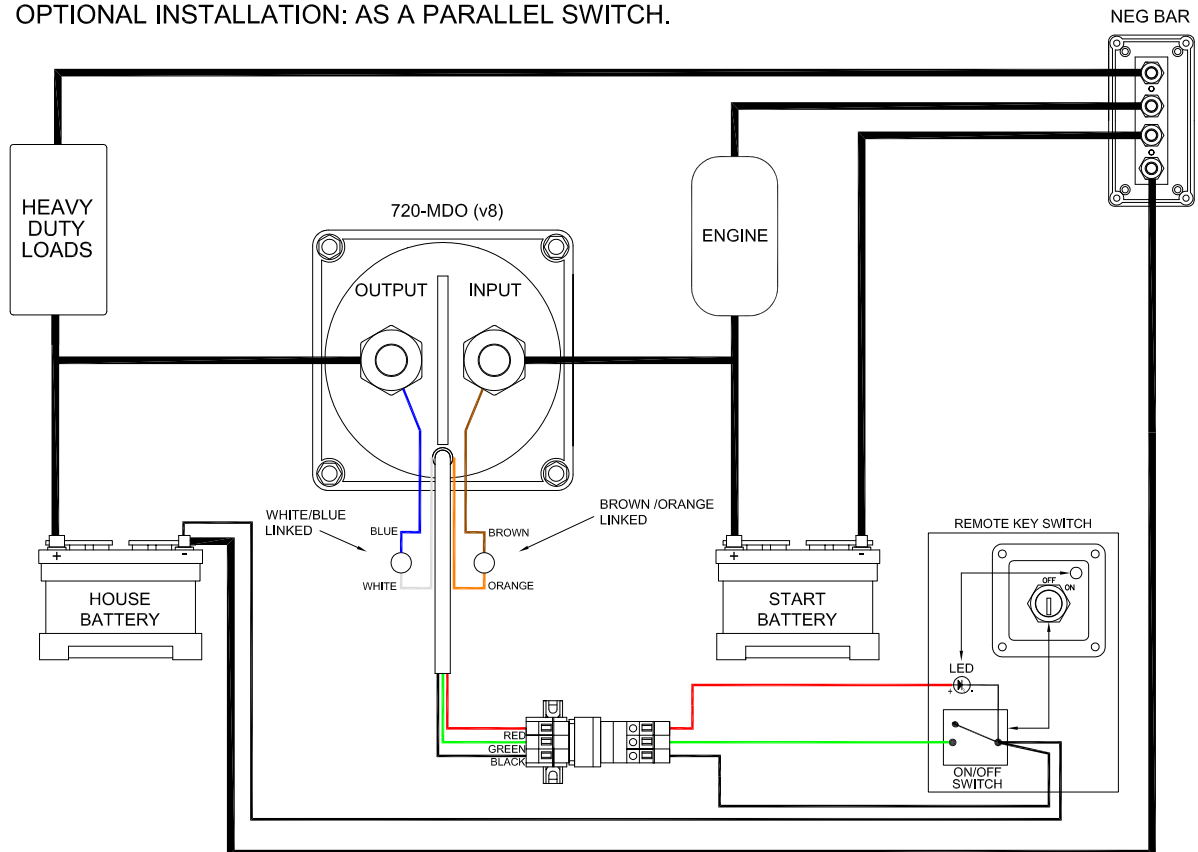 OPTIONAL INSTALLATION: AS A PARALLEL SWITCH.
NEG BAR
HEAVY
DUTY
LOADS
720-MDO (v8)
OUTPUT
INPUT
ENGINE
WHITE/BLUE
LINKED
BLUE
WHITE
BROWN
ORANGE
BROWN /ORANGE
LINKED
+
-
HOUSE
BATTERY
+
-
START
BATTERY
REMOTE KEY SWITCH
OFF
ON
LED
+
-
ON/OFF
SWITCH
RED
GREEN
BLACK